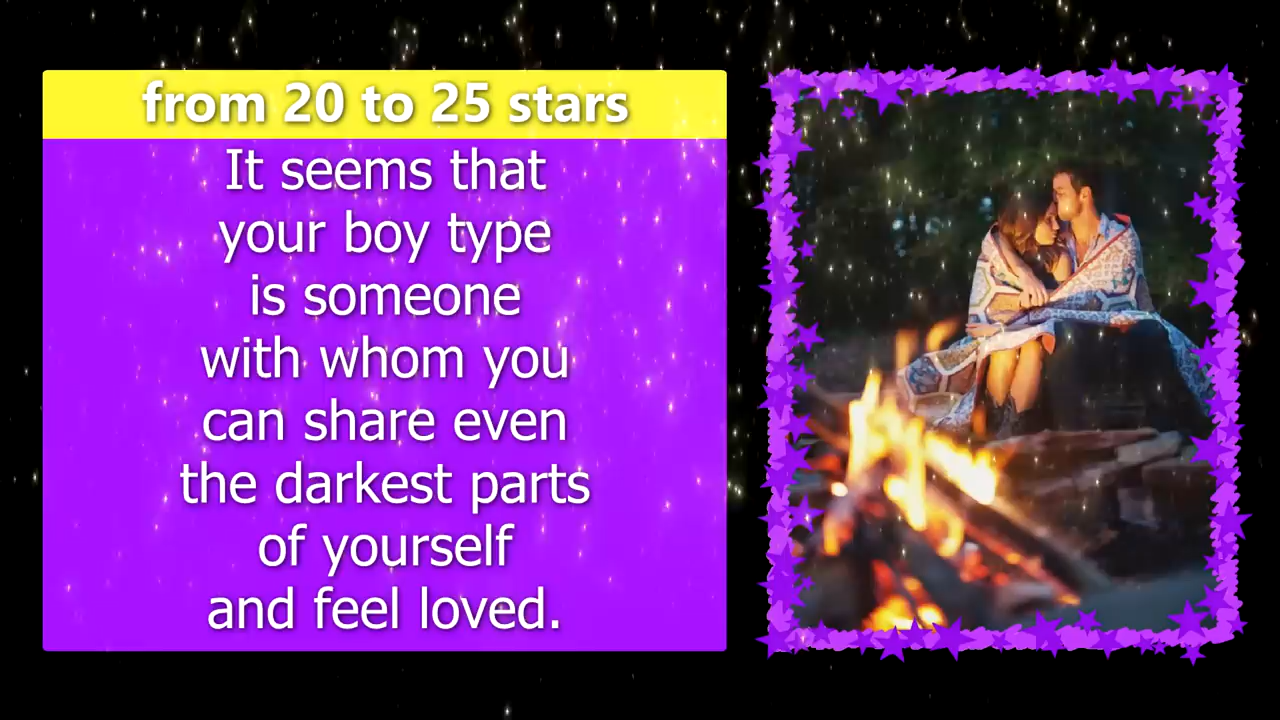 from 20 to 25 stars
It seems that
your boy type
is someone
with whom you
can share even
the darkest parts
of yourself
and feel loved.